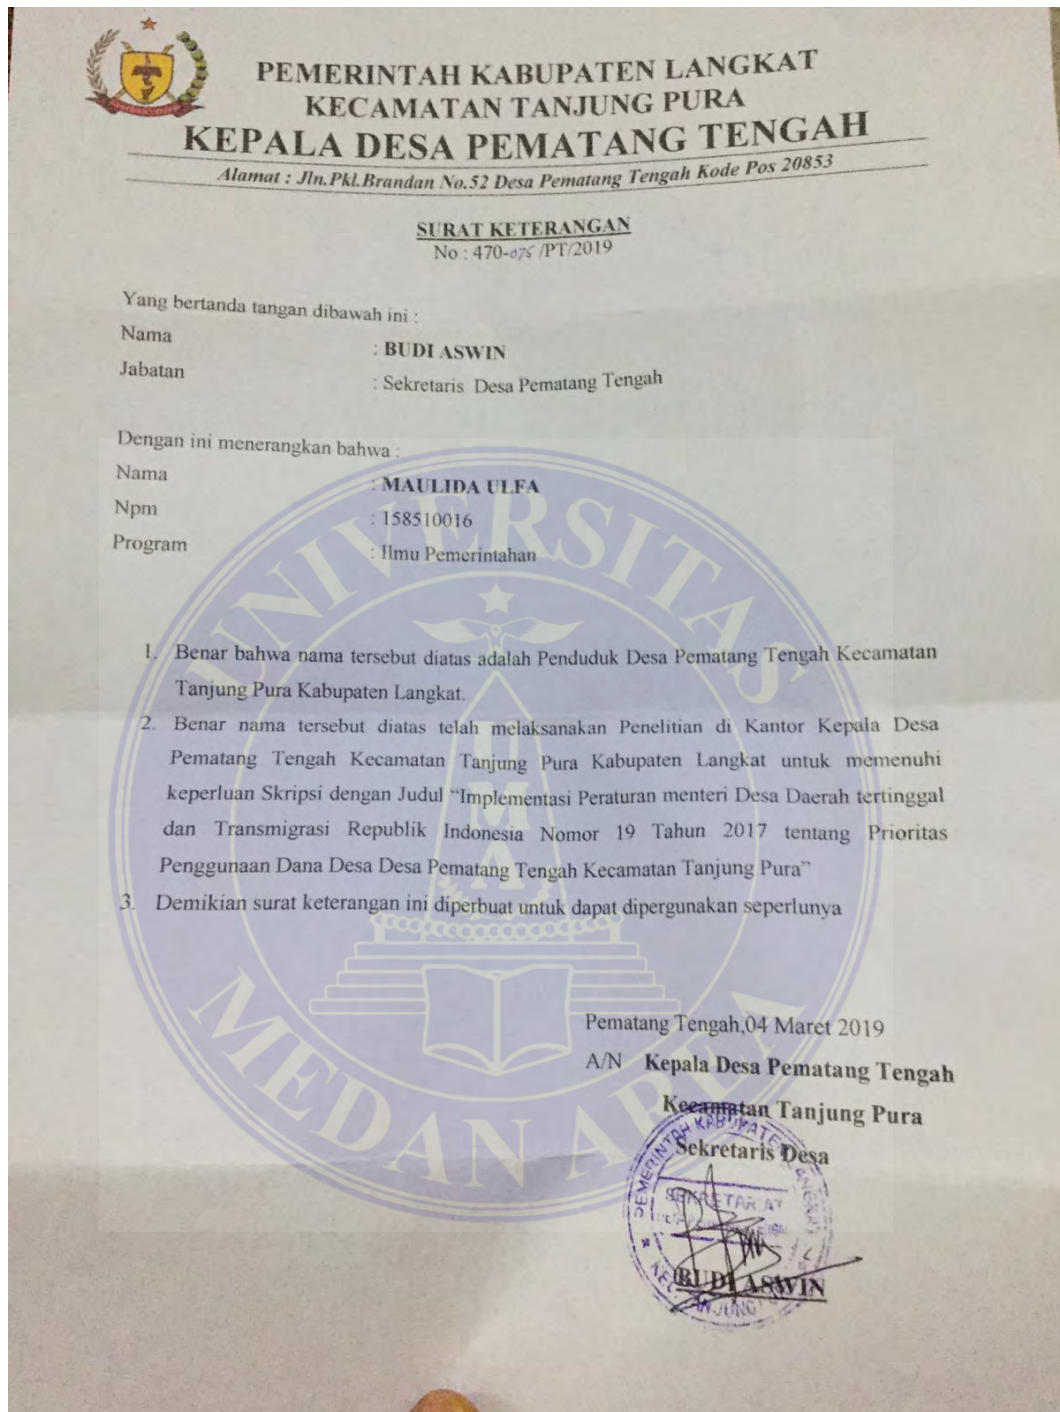 PEMERINTAH KABUPATEN LANGKAT
KECAMATAN TANJUNG PURA
KEPALA DESA PEMATANG TENGAH
Alamat : Jln.Pkl.Brandan No.52 Desa Pematang Tengah Kode Pos 20853
SURAT KETERANGAN
No : 470-075 /PT/2019
Yang bertanda tangan dibawah ini :
Nama : BUDI ASWIN
Jabatan : Sekretaris Desa Pematang Tengah
Dengan ini menerangkan bahwa :
Nama : MAULIDA ULFA
Npm : 158510016
Program : Ilmu Pemerintahan
1. Benar bahwa nama tersebut diatas adalah Penduduk Desa Pematang Tengah Kecamatan
Tanjung Pura Kabupaten Langkat.
2. Benar nama tersebut diatas telah melaksanakan Penelitian di Kantor Kepala Desa
Pematang Tengah Kecamatan Tanjung Pura Kabupaten Langkat untuk memenuhi
keperluan Skripsi dengan Judul “Implementasi Peraturan menteri Desa Daerah tertinggal
dan Transmigrasi Republik Indonesia Nomor 19 Tahun 2017 tentang Prioritas
Penggunaan Dana Desa Desa Pematang Tengah Kecamatan Tanjung Pura”
3. Demikian surat keterangan ini diperbuat untuk dapat dipergunakan seperlunya
UNIVERSITAS
UMA
MEDAN AREA
Pematang Tengah,04 Maret 2019
A/N Kepala Desa Pematang Tengah
Kecamatan Tanjung Pura
Sekretaris Desa
PEMERINTAH KABUPATEN LANGKAT
SEKRETARIAT
KEC. TANJUNG
BUDI ASWIN